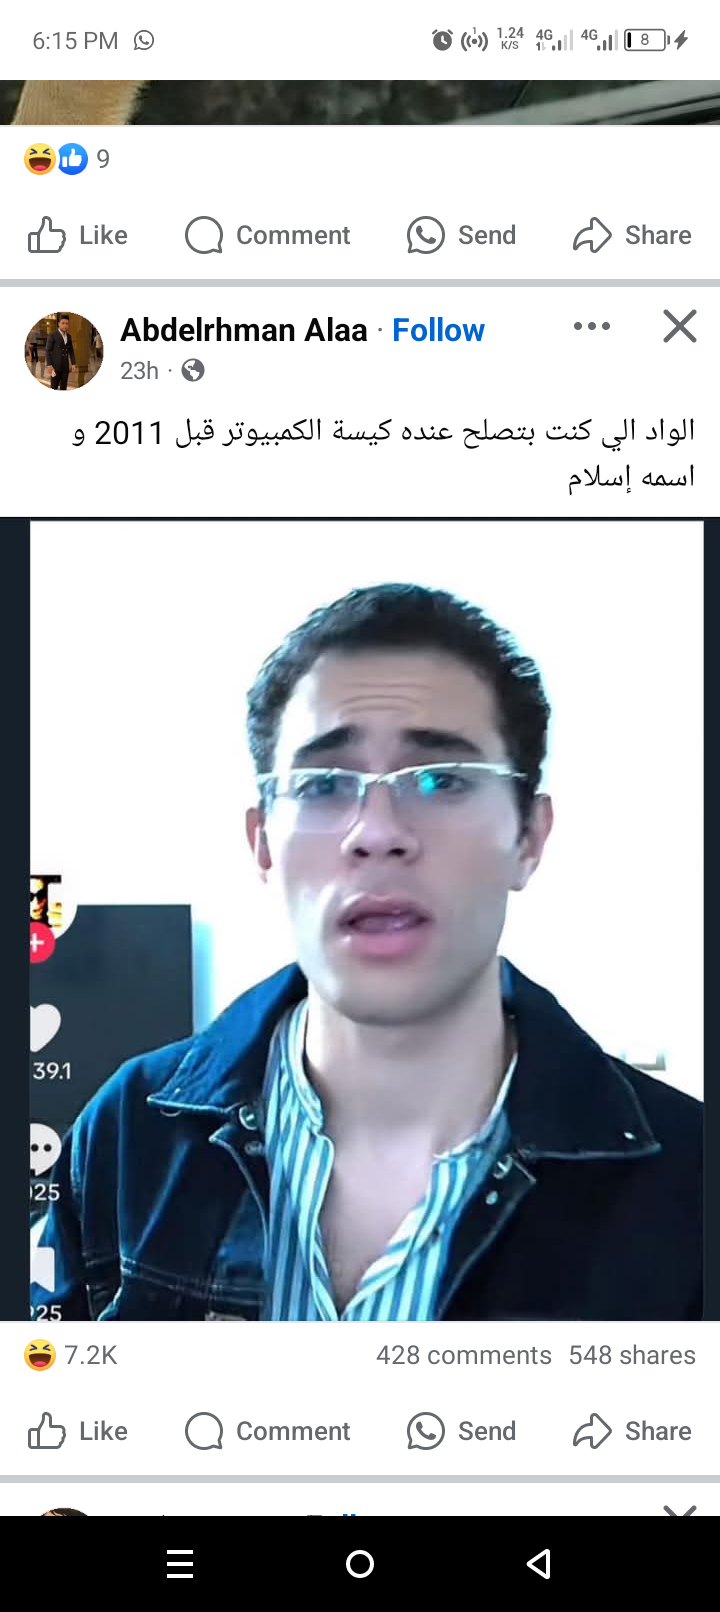 6:15 PM
1.24 K/S 4G 4G 8
9
Like Comment Send Share
Abdelrhman Alaa · Follow
23h ·
الواد الي كنت بتصلح عنده كيسة الكمبيوتر قبل 2011 و
اسمه إسلام
39.1
25
25
7.2K 428 comments 548 shares
Like Comment Send Share